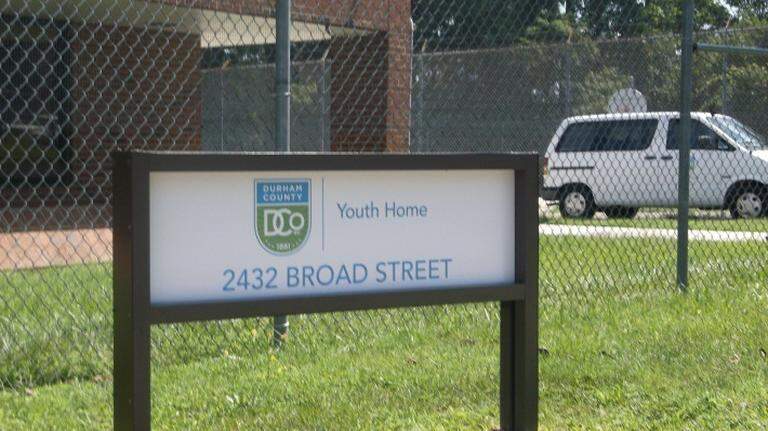 DURHAM
COUNTY
DCo
1881
Youth Home
2432 BROAD STREET